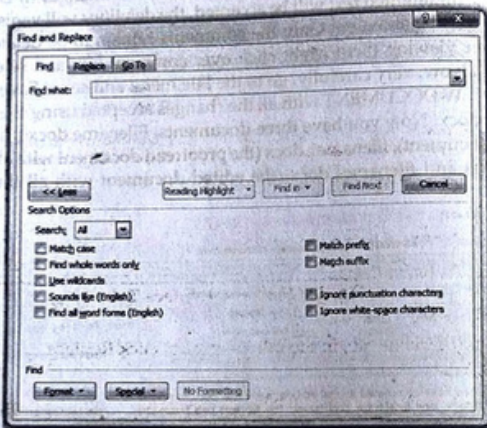 Find and Replace
Find Replace Go To
Find what:
<< Less Reading Highlight Find in Find Next Cancel
Search Options
Search: All
Match case Match prefix
Find whole words only Match suffix
Use wildcards
Sounds like (English) Ignore punctuation characters
Find all word forms (English) Ignore white-space characters
Find
Format Special No Formatting